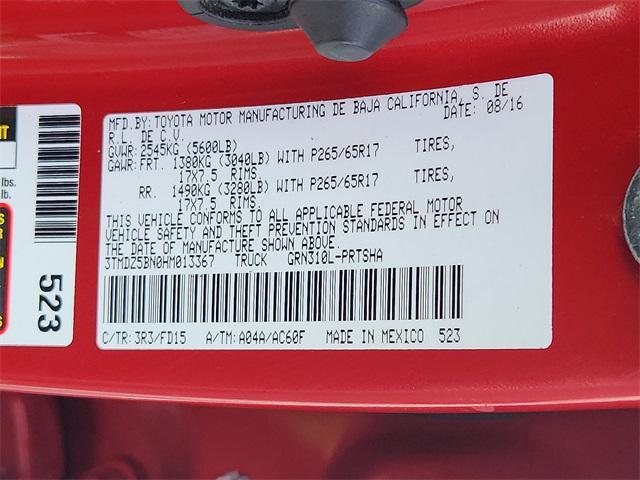 MFD.BY: TOYOTA MOTOR MANUFACTURING DE BAJA CALIFORNIA, S. DE
R.L. DE C.V. DATE: 08/16
GVWR: 2545KG (5600LB)
GAWR: FRT. 1380KG (3040LB) WITH P265/65R17 TIRES,
17X7.5 RIMS.
RR. 1490KG (3280LB) WITH P265/65R17 TIRES,
17X7.5 RIMS.
THIS VEHICLE CONFORMS TO ALL APPLICABLE FEDERAL MOTOR
VEHICLE SAFETY AND THEFT PREVENTION STANDARDS IN EFFECT ON
THE DATE OF MANUFACTURE SHOWN ABOVE.
3TMDZ5BN0HM013367 TRUCK GRN310L-PRTSHA
C/TR: 3R3/FD15 A/TM: A04A/AC60F MADE IN MEXICO 523
lbs.
lb.
523